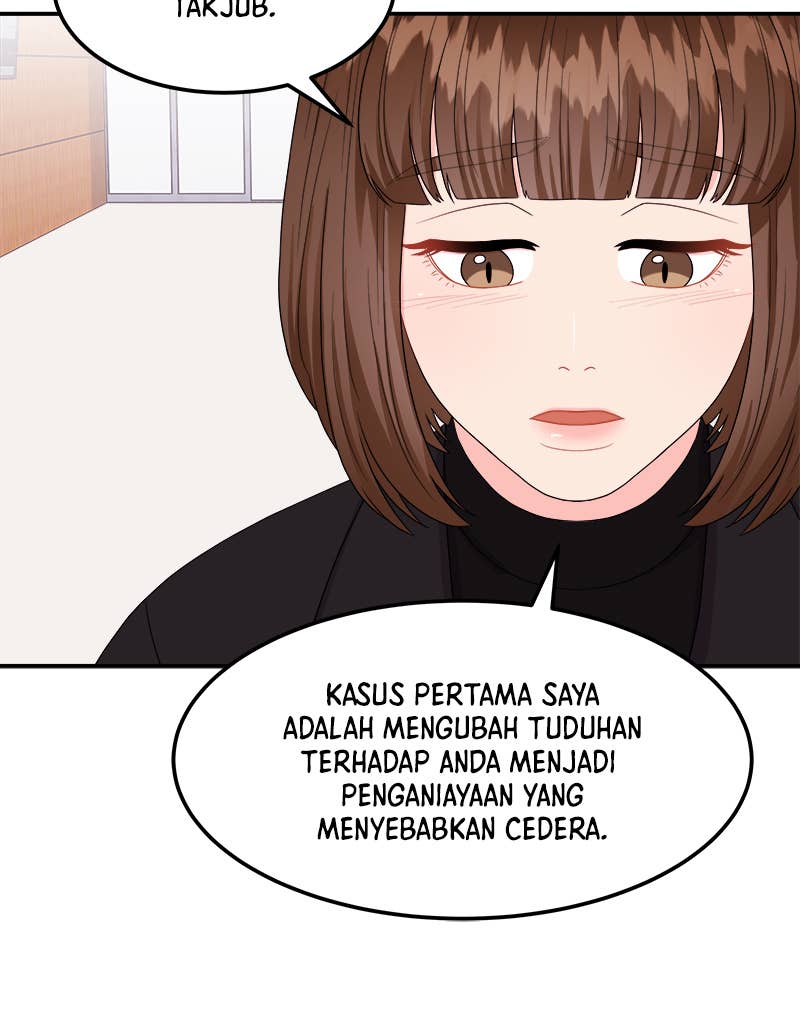 TAKJUB.
KASUS PERTAMA SAYA
ADALAH MENGUBAH TUDUHAN
TERHADAP ANDA MENJADI
PENGANIAYAAN YANG
MENYEBABKAN CEDERA.